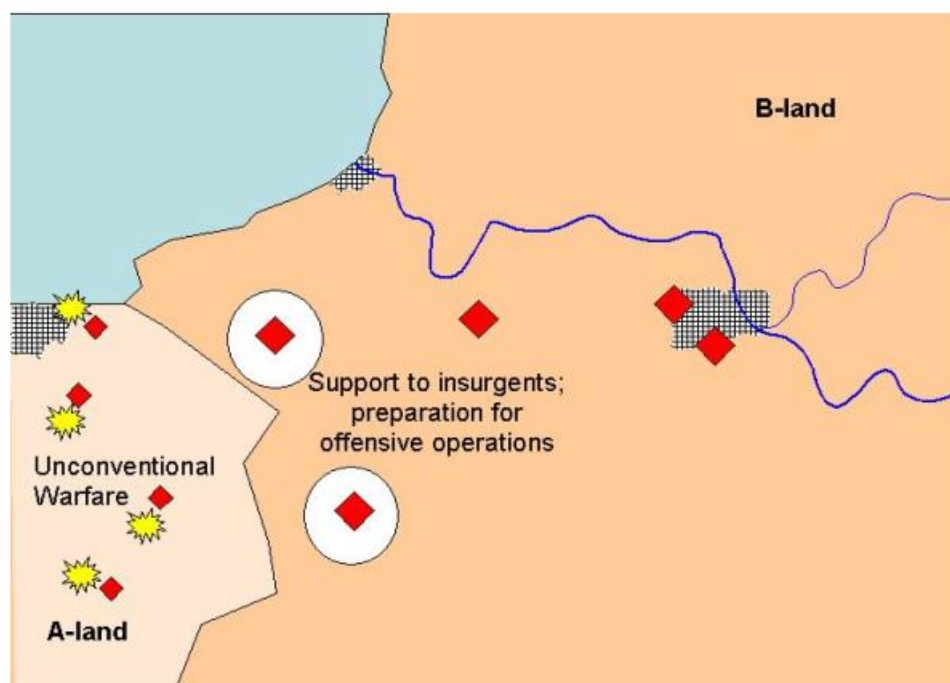 B-land
Support to insurgents;
preparation for
offensive operations
Unconventional
Warfare
A-land